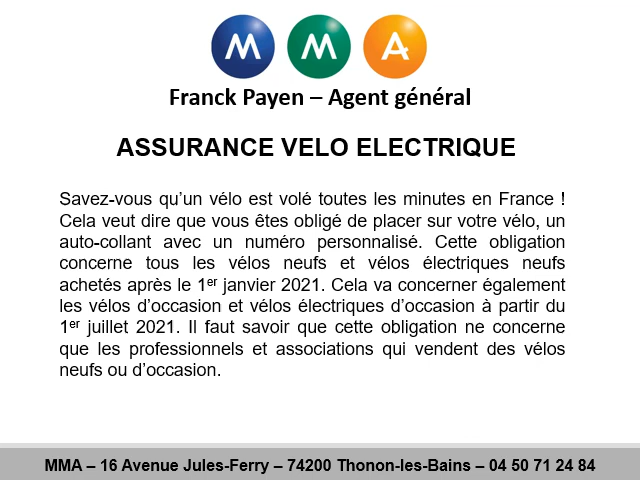 M M A
Franck Payen – Agent général
ASSURANCE VELO ELECTRIQUE
Savez-vous qu’un vélo est volé toutes les minutes en France !
Cela veut dire que vous êtes obligé de placer sur votre vélo, un
auto-collant avec un numéro personnalisé. Cette obligation
concerne tous les vélos neufs et vélos électriques neufs
achetés après le 1er janvier 2021. Cela va concerner également
les vélos d’occasion et vélos électriques d’occasion à partir du
1er juillet 2021. Il faut savoir que cette obligation ne concerne
que les professionnels et associations qui vendent des vélos
neufs ou d’occasion.
MMA – 16 Avenue Jules-Ferry – 74200 Thonon-les-Bains – 04 50 71 24 84